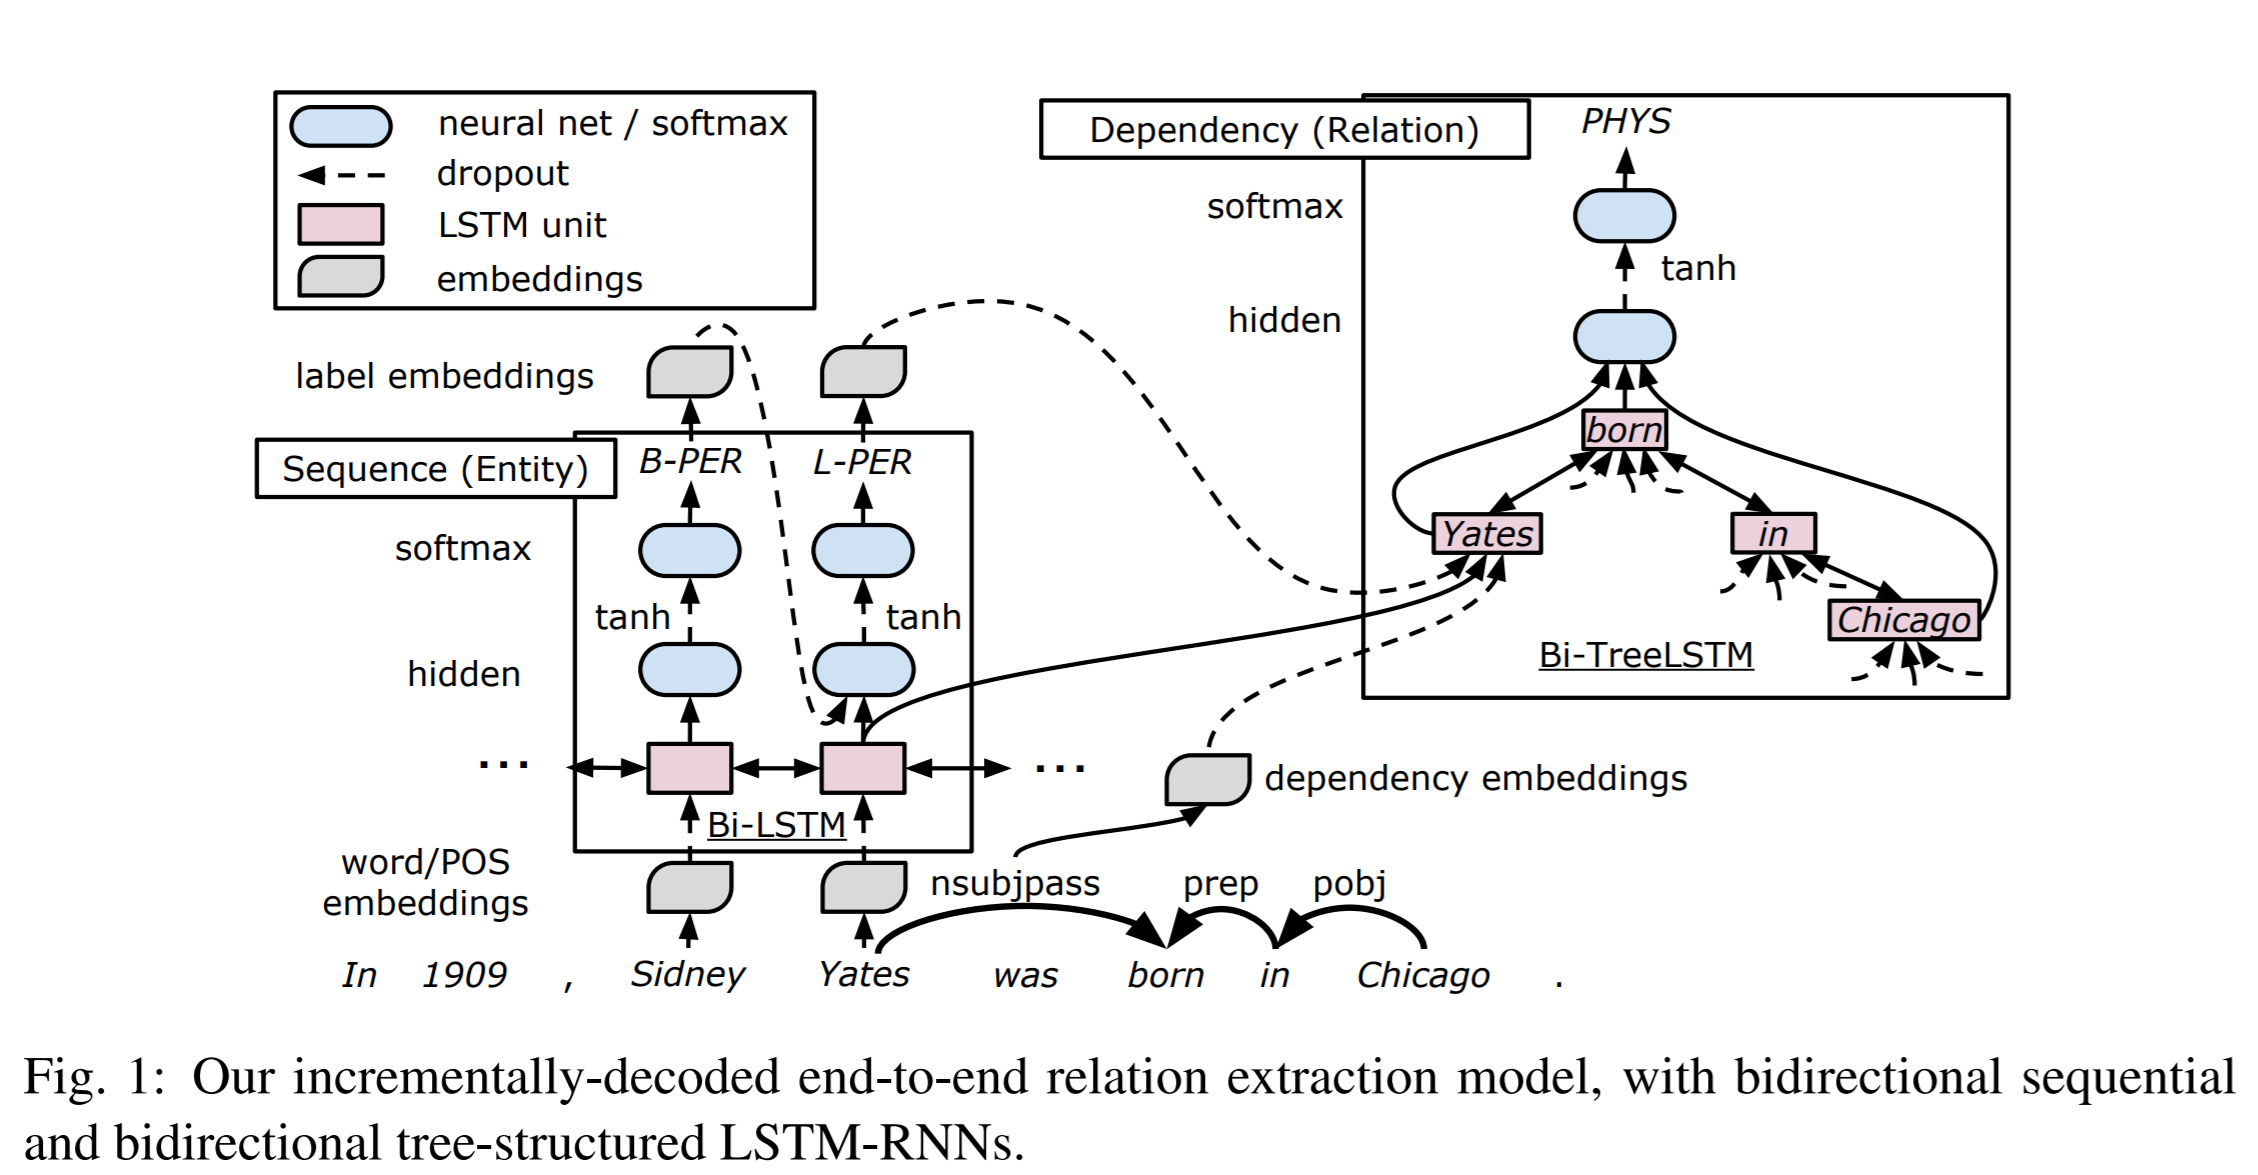 neural net / softmax
dropout
LSTM unit
embeddings
Dependency (Relation)
PHYS
softmax
tanh
hidden
born
Yates
in
Chicago
Bi-TreeLSTM
label embeddings
Sequence (Entity)
B-PER
L-PER
softmax
tanh
tanh
hidden
...
...
Bi-LSTM
dependency embeddings
word/POS
embeddings
nsubjpass prep pobj
In 1909 , Sidney Yates was born in Chicago .
Fig. 1: Our incrementally-decoded end-to-end relation extraction model, with bidirectional sequential
and bidirectional tree-structured LSTM-RNNs.